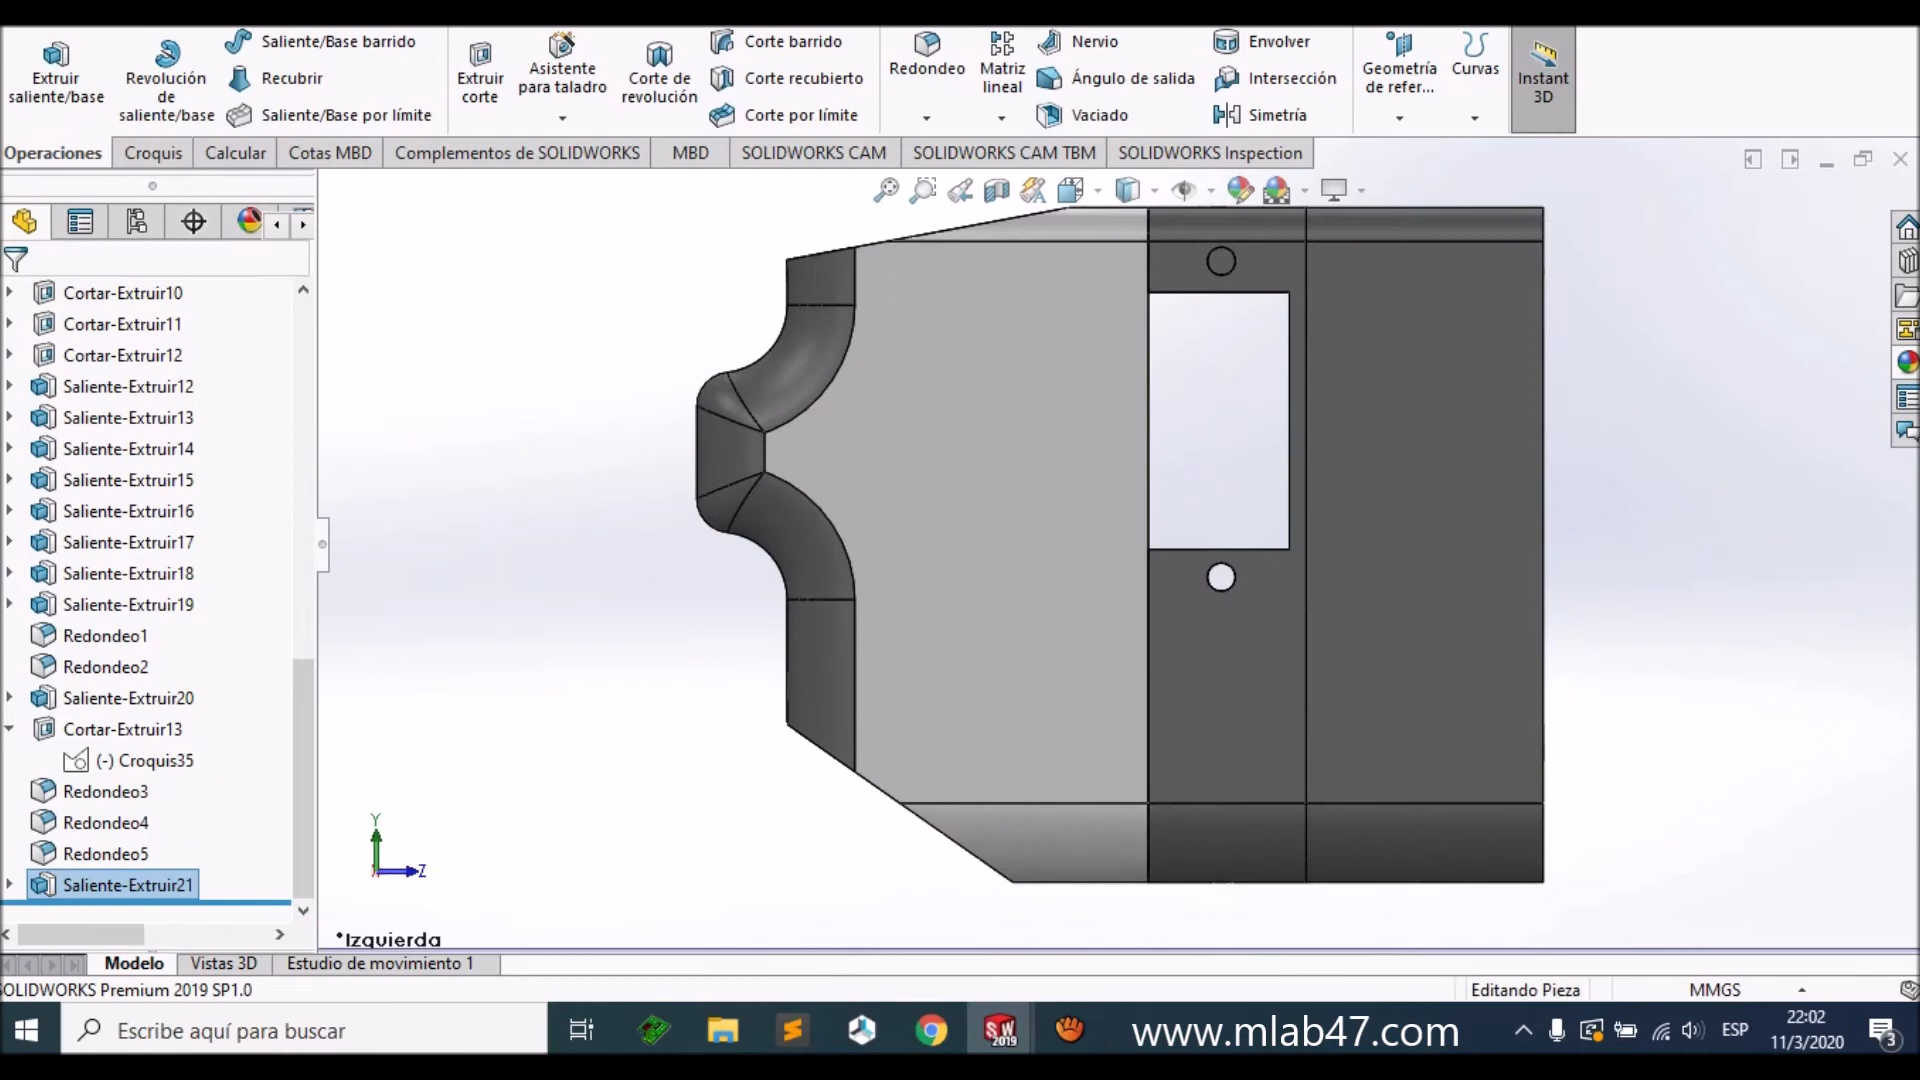 Extruir
saliente/base
Revolución
de
saliente/base
Saliente/Base barrido
Recubrir
Saliente/Base por límite
Extruir
corte
Asistente
para taladro
Corte de
revolución
Corte barrido
Corte recubierto
Corte por límite
Redondeo
Matriz
lineal
Nervio
Ángulo de salida
Vaciado
Envolver
Intersección
Simetría
Geometría
de refer...
Curvas
Instant
3D
Operaciones
Croquis
Calcular
Cotas MBD
Complementos de SOLIDWORKS
MBD
SOLIDWORKS CAM
SOLIDWORKS CAM TBM
SOLIDWORKS Inspection
Cortar-Extruir10
Cortar-Extruir11
Cortar-Extruir12
Saliente-Extruir12
Saliente-Extruir13
Saliente-Extruir14
Saliente-Extruir15
Saliente-Extruir16
Saliente-Extruir17
Saliente-Extruir18
Saliente-Extruir19
Redondeo1
Redondeo2
Saliente-Extruir20
Cortar-Extruir13
(-) Croquis35
Redondeo3
Redondeo4
Redondeo5
Saliente-Extruir21
Y
Z
*Izquierda
Modelo
Vistas 3D
Estudio de movimiento 1
SOLIDWORKS Premium 2019 SP1.0
Editando Pieza
MMGS
Escribe aquí para buscar
SW
2019
www.mlab47.com
ESP
22:02
11/3/2020
3